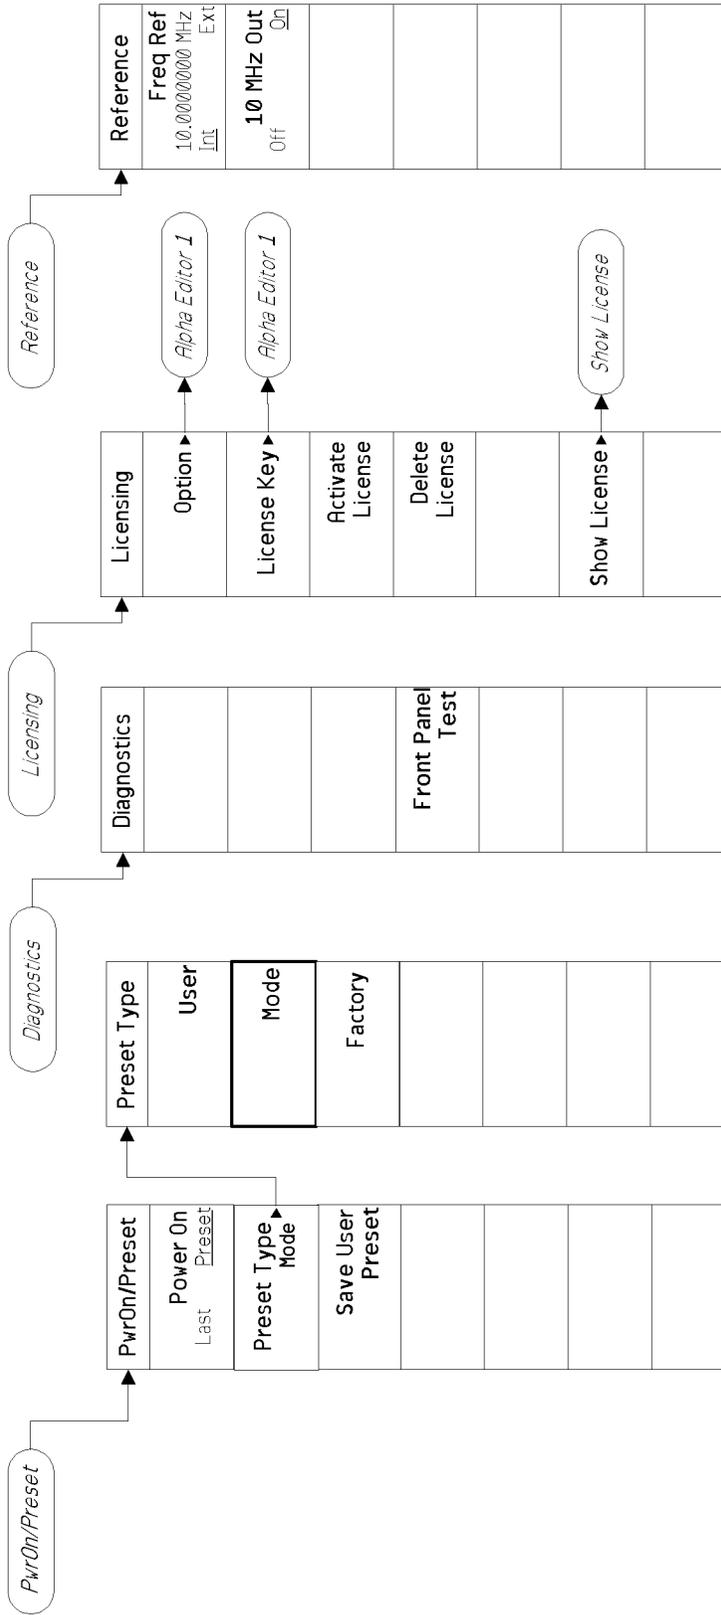 PwrOn/Preset
PwrOn/Preset
Power On
Last Preset
Preset Type
Mode
Save User
Preset
Preset Type
User
Mode
Factory
Diagnostics
Diagnostics
Front Panel
Test
Licensing
Licensing
Option
License Key
Activate
License
Delete
License
Show License
Alpha Editor 1
Alpha Editor 1
Show License
Reference
Reference
Freq Ref
10.0000000 MHz
Int Ext
10 MHz Out
Off On